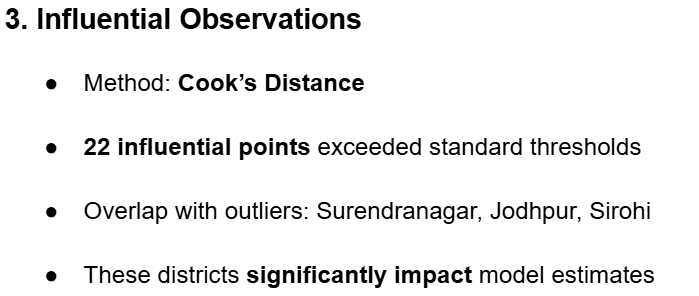 3. Influential Observations
● Method: Cook’s Distance
● 22 influential points exceeded standard thresholds
● Overlap with outliers: Surendranagar, Jodhpur, Sirohi
● These districts significantly impact model estimates